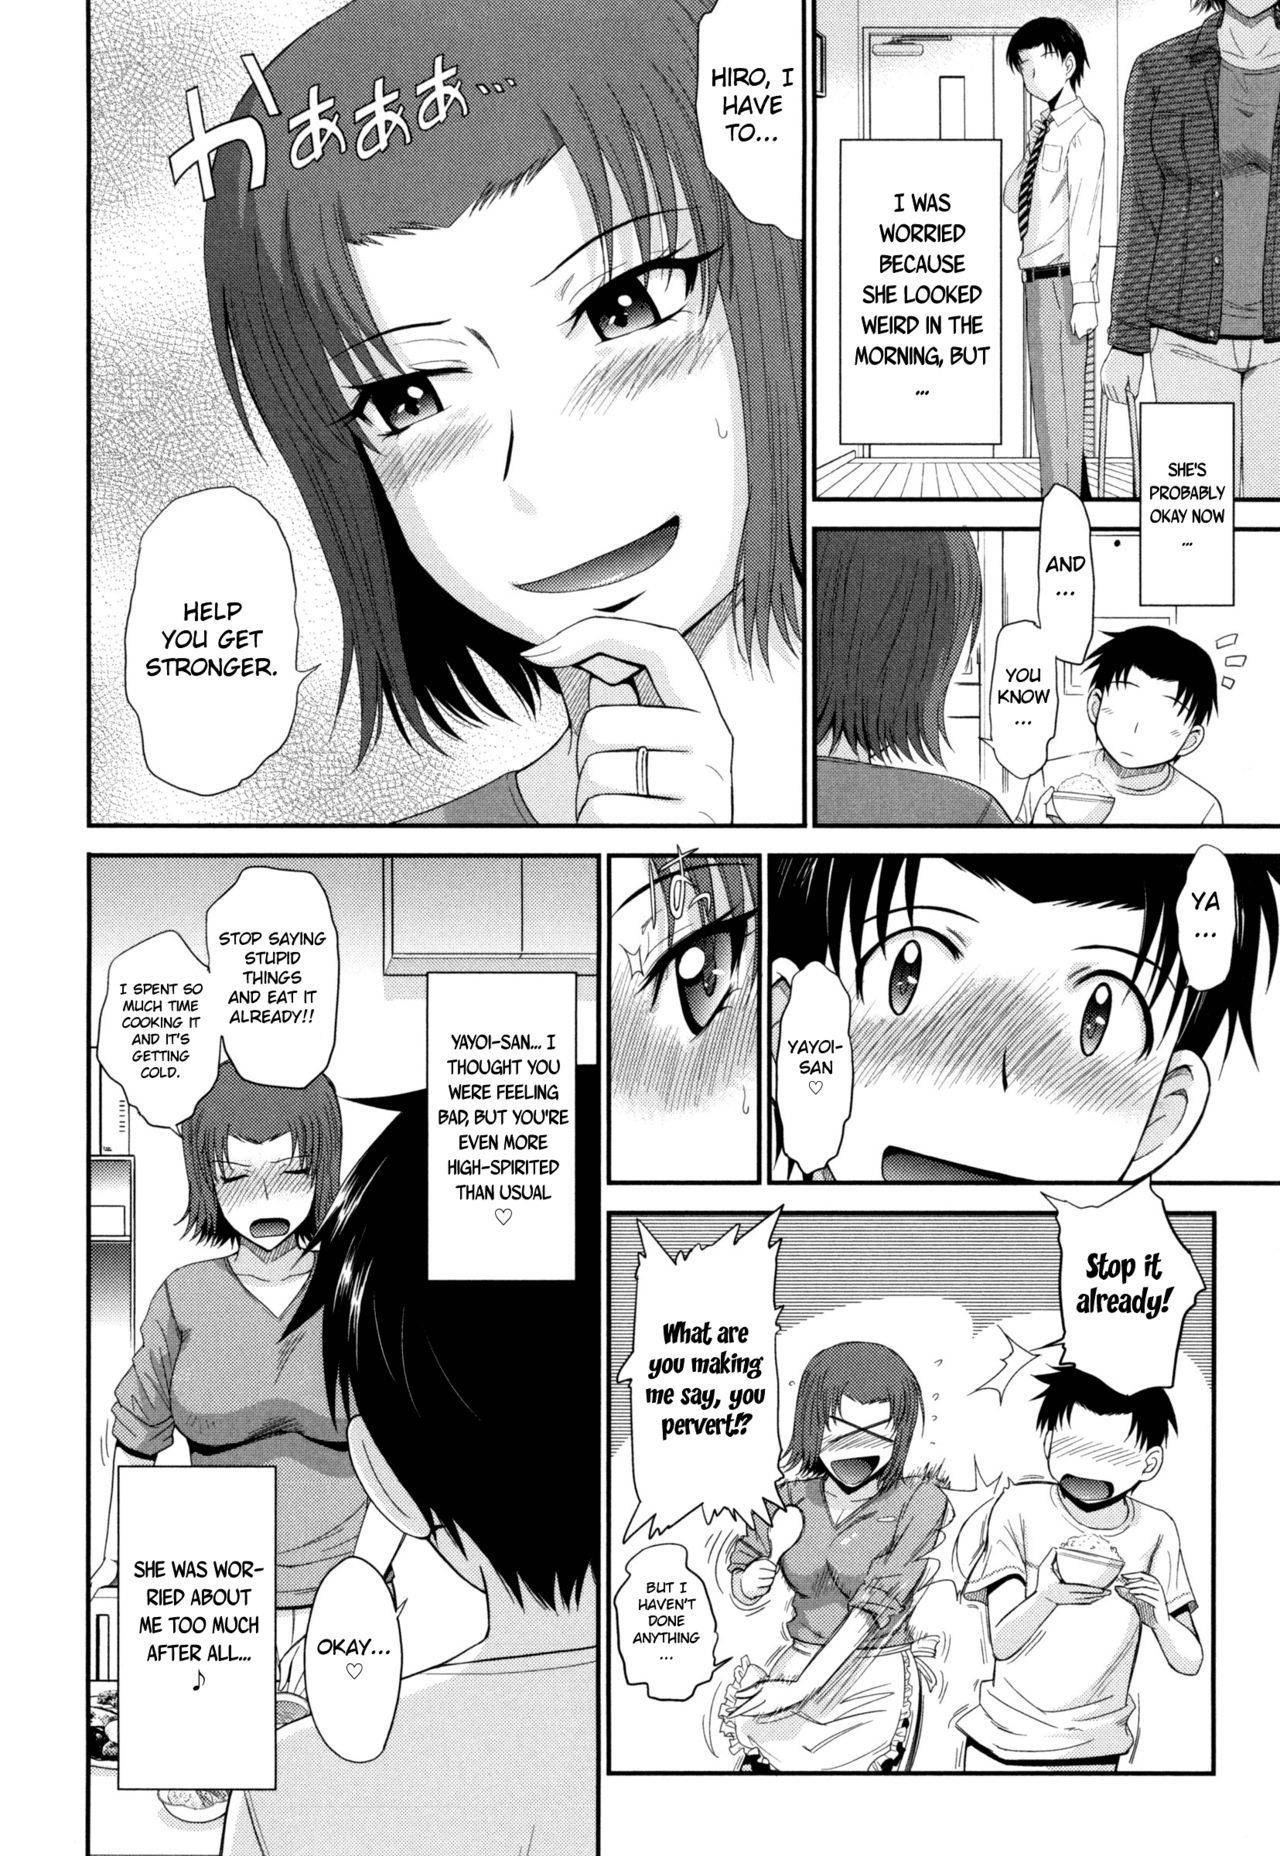 I WAS
WORRIED
BECAUSE
SHE LOOKED
WEIRD IN THE
MORNING, BUT
...
SHE'S
PROBABLY
OKAY NOW
...
AND
...
YOU
KNOW
...
HIRO, I
HAVE
TO...
かぁぁぁぁ...
HELP
YOU GET
STRONGER.
YA
...
YAYOI-
SAN
♡
Stop it
already!
What are
you making
me say, you
pervert!?
BUT I
HAVEN'T
DONE
ANYTHING
...
STOP SAYING
STUPID
THINGS
AND EAT IT
ALREADY!!
I SPENT SO
MUCH TIME
COOKING IT
AND IT'S
GETTING
COLD.
YAYOI-SAN... I
THOUGHT YOU
WERE FEELING
BAD, BUT YOU'RE
EVEN MORE
HIGH-SPIRITED
THAN USUAL
♡
OKAY...
♡
SHE WAS WOR-
RIED ABOUT
ME TOO MUCH
AFTER ALL...
♪